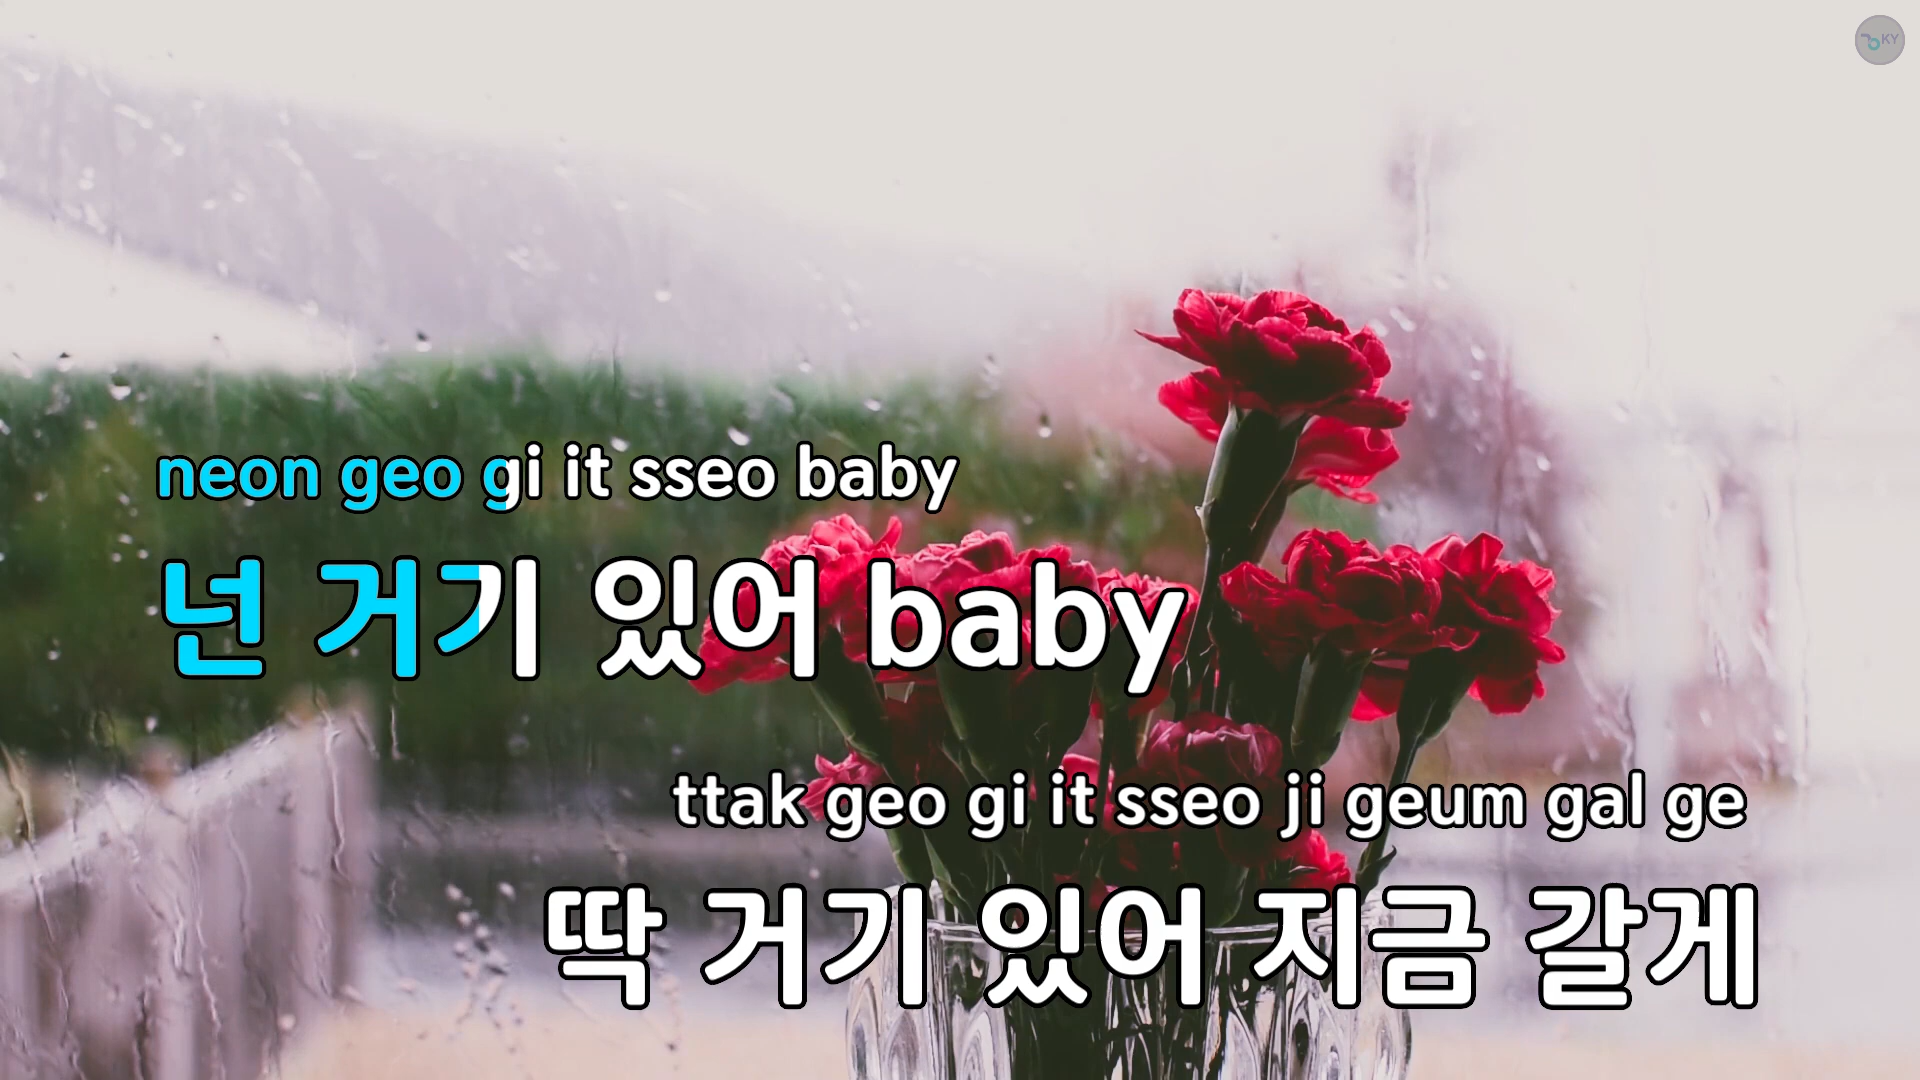 KY
neon geo gi it sseo baby
넌 거기 있어 baby
ttak geo gi it sseo ji geum gal ge
딱 거기 있어 지금 갈게